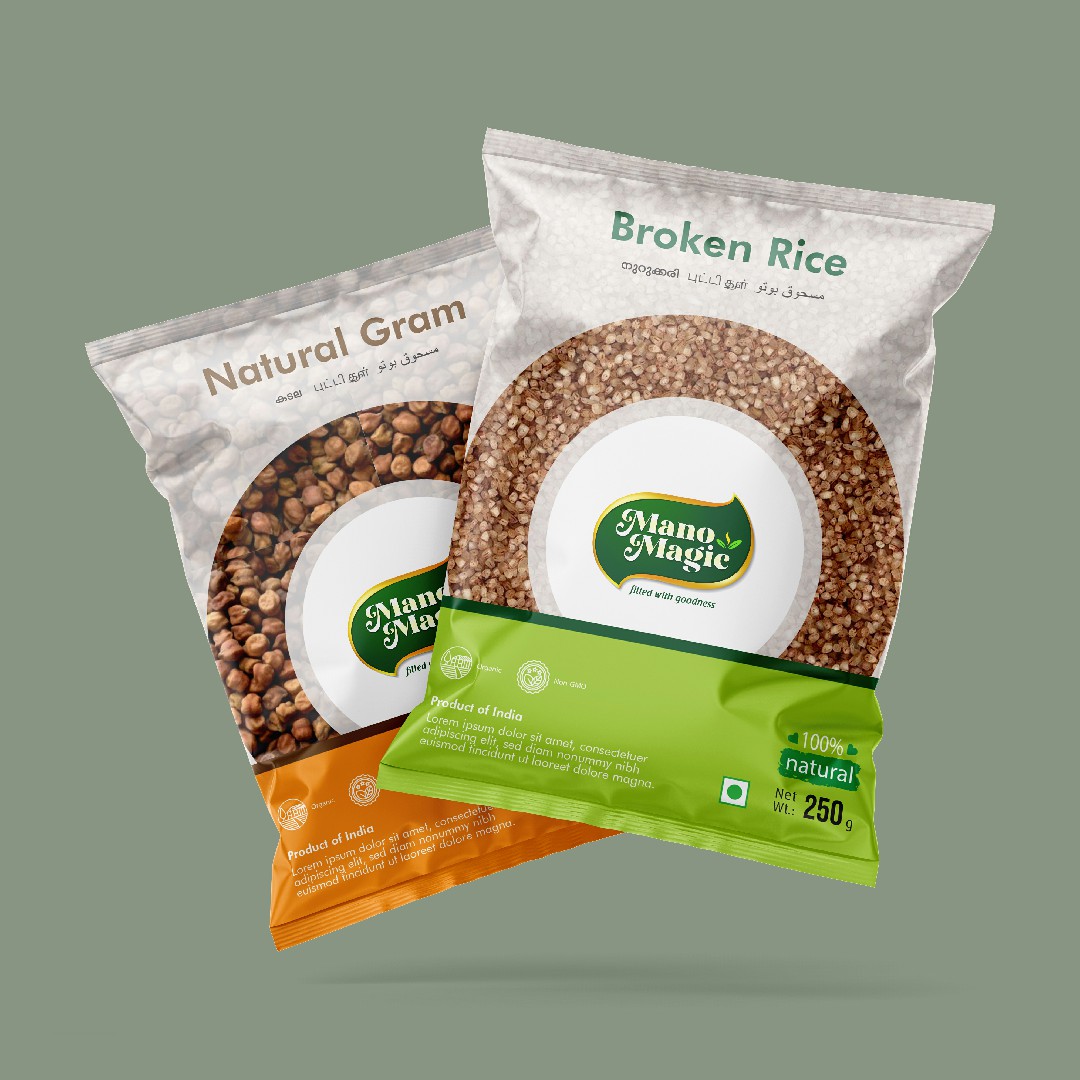 Natural Gram
കടല புட்டிதூள் مسحوق بوتو
Mano
Magic
filled
Organic
Product of India
Lorem ipsum dolor sit amet, consectetuer
adipiscing elit, sed diam nonummy nibh
euismod tincidunt ut laoreet dolore magna.
Broken Rice
നുറുക്കരി புட்டிதூள் مسحوق بوتو
Mano
Magic
filled with goodness
Organic
Non GMO
Product of India
Lorem ipsum dolor sit amet, consectetuer
adipiscing elit, sed diam nonummy nibh
euismod tincidunt ut laoreet dolore magna.
100%
natural
Net
Wt.: 250 g